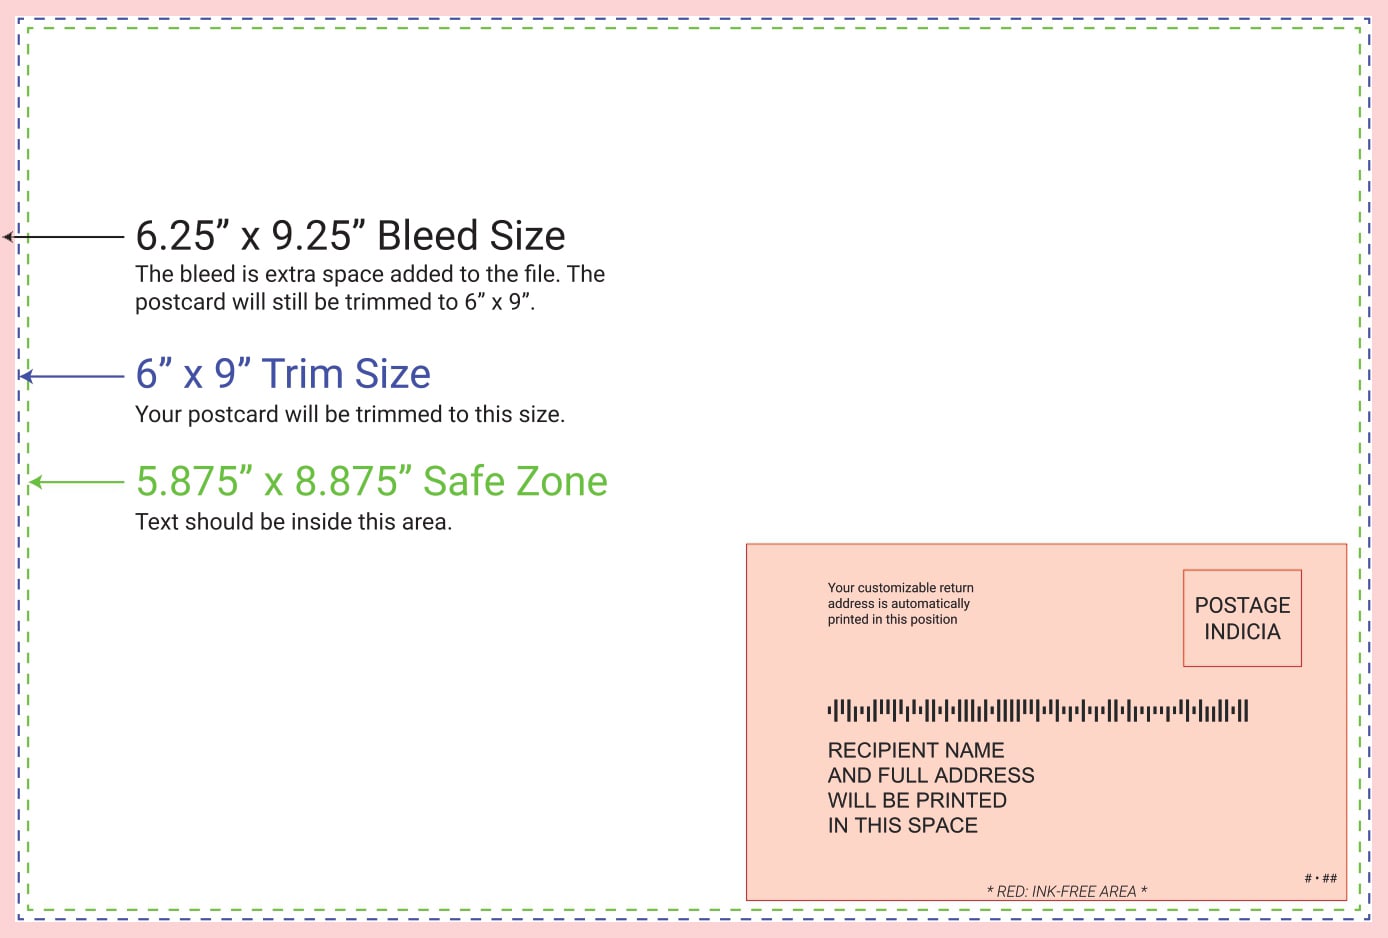 6.25” x 9.25” Bleed Size
The bleed is extra space added to the file. The
postcard will still be trimmed to 6” x 9”.
6” x 9” Trim Size
Your postcard will be trimmed to this size.
5.875” x 8.875” Safe Zone
Text should be inside this area.
Your customizable return
address is automatically
printed in this position
POSTAGE
INDICIA
RECIPIENT NAME
AND FULL ADDRESS
WILL BE PRINTED
IN THIS SPACE
# • ##
* RED: INK-FREE AREA *